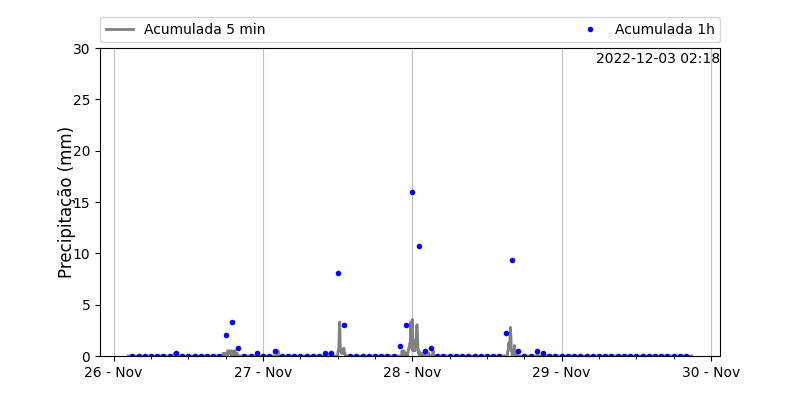 Acumulada 5 min
Acumulada 1h
2022-12-03 02:18
Precipitação (mm)
30
25
20
15
10
5
0
26 - Nov
27 - Nov
28 - Nov
29 - Nov
30 - Nov